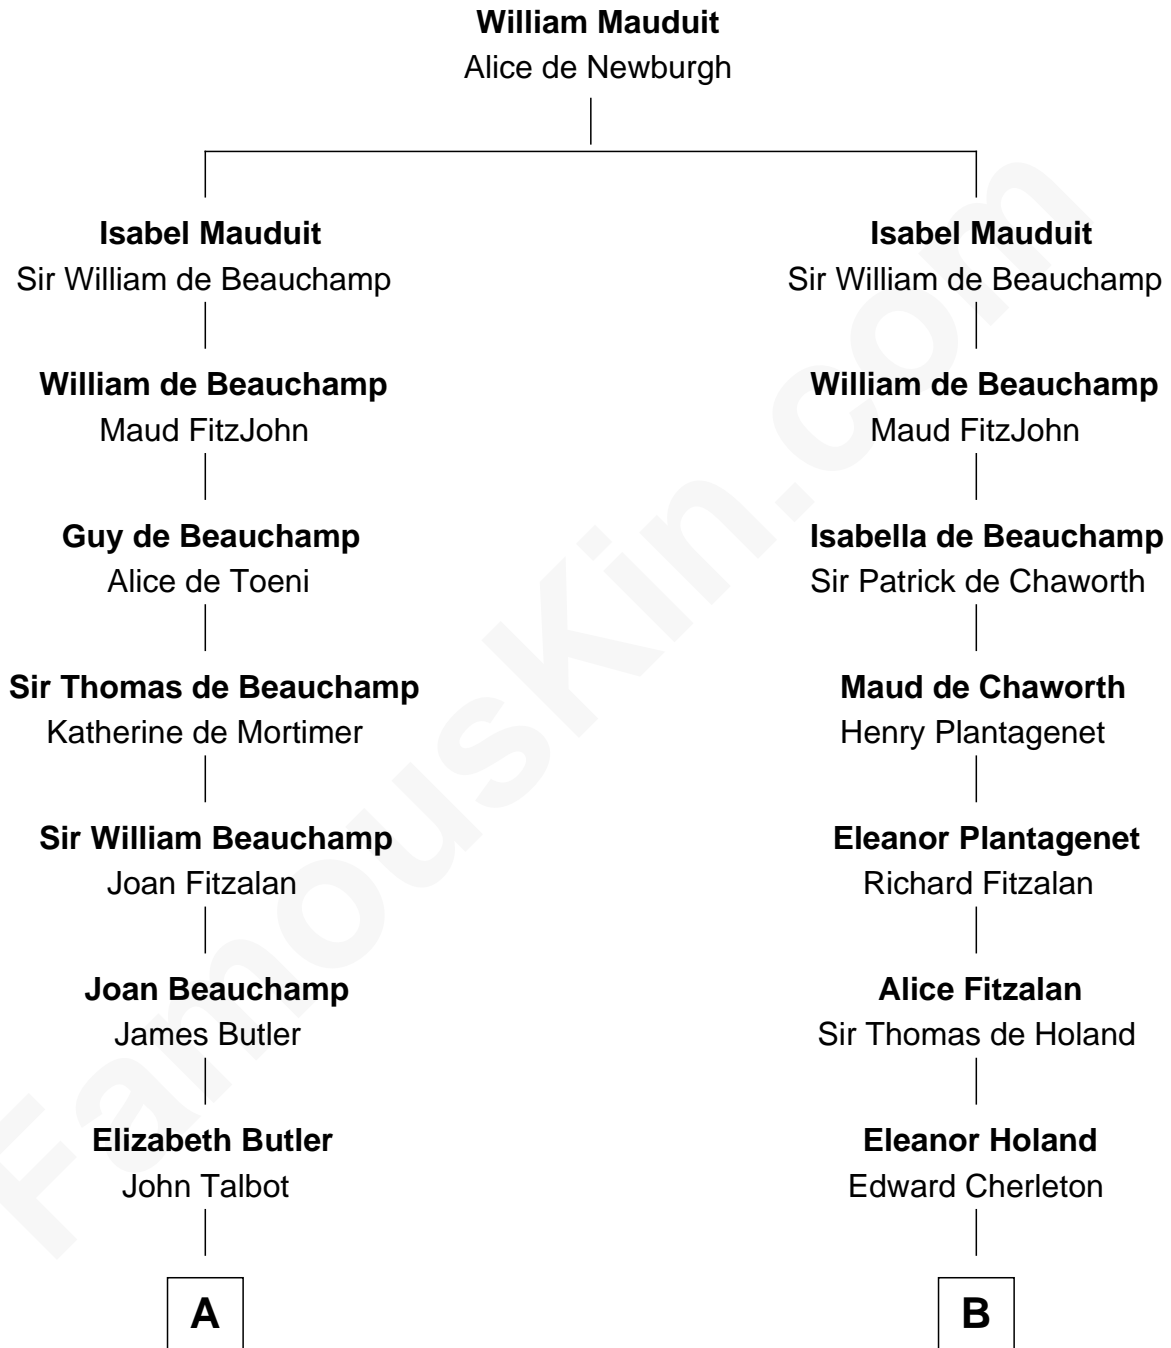 William Mauduit
Alice de Newburgh
Isabel Mauduit
Sir William de Beauchamp
Isabel Mauduit
Sir William de Beauchamp
William de Beauchamp
Maud FitzJohn
William de Beauchamp
Maud FitzJohn
Guy de Beauchamp
Alice de Toeni
Isabella de Beauchamp
Sir Patrick de Chaworth
Sir Thomas de Beauchamp
Katherine de Mortimer
Maud de Chaworth
Henry Plantagenet
Sir William Beauchamp
Joan Fitzalan
Eleanor Plantagenet
Richard Fitzalan
Joan Beauchamp
James Butler
Alice Fitzalan
Sir Thomas de Holand
Elizabeth Butler
John Talbot
Eleanor Holand
Edward Cherleton
A
B
FamousKin.com